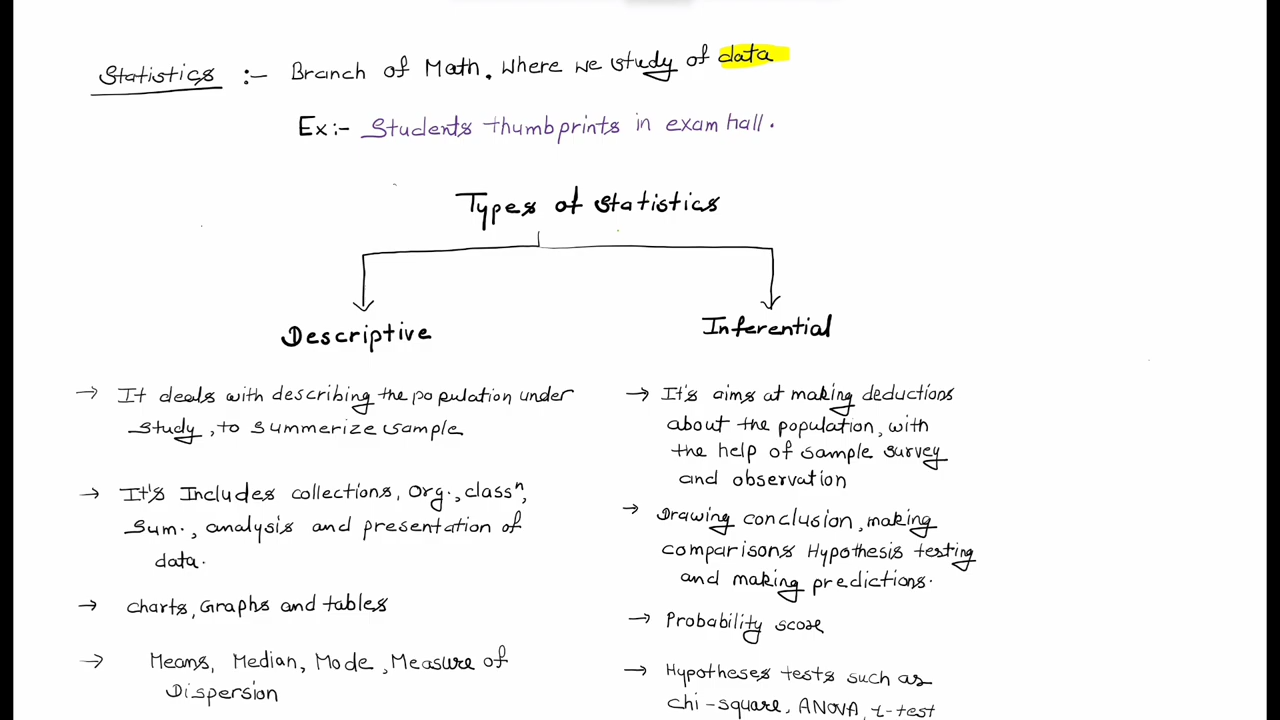 Statistics :- Branch of Math. Where we study of data
Ex:- Students thumbprints in exam hall.
Types of statistics
Descriptive
Inferential
→ It deals with describing the population under
study, to summerize sample
→ It's Includes collections, Org., classⁿ,
Sum., analysis and presentation of
data.
→ charts, Graphs and tables
→ Means, Median, Mode, Measure of
Dispersion
→ It's aims at making deductions
about the population, with
the help of sample survey
and observation
→ Drawing conclusion, making
comparisons Hypothesis testing
and making predictions.
→ Probability score
→ Hypotheses tests such as
chi-square, ANOVA, t-test